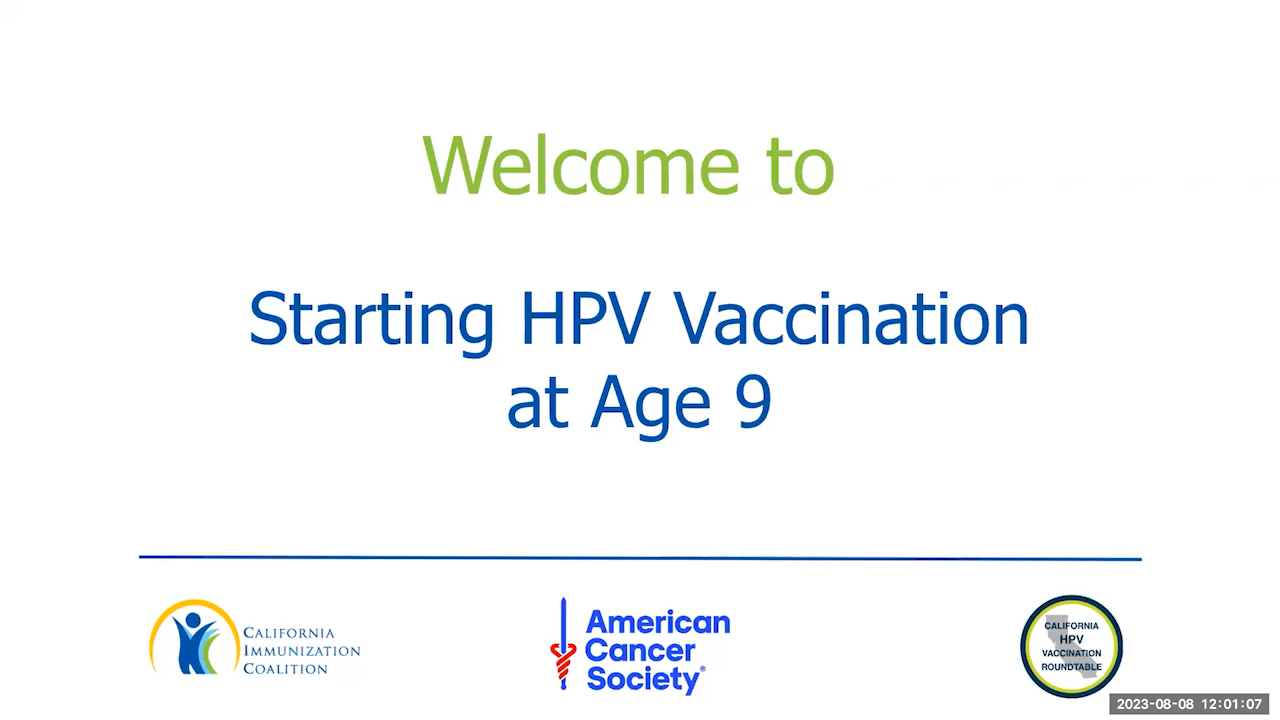 Welcome to
Starting HPV Vaccination
at Age 9
CALIFORNIA
IMMUNIZATION
COALITION
American
Cancer
Society®
CALIFORNIA
HPV
VACCINATION
ROUNDTABLE
2023-08-08 12:01:07